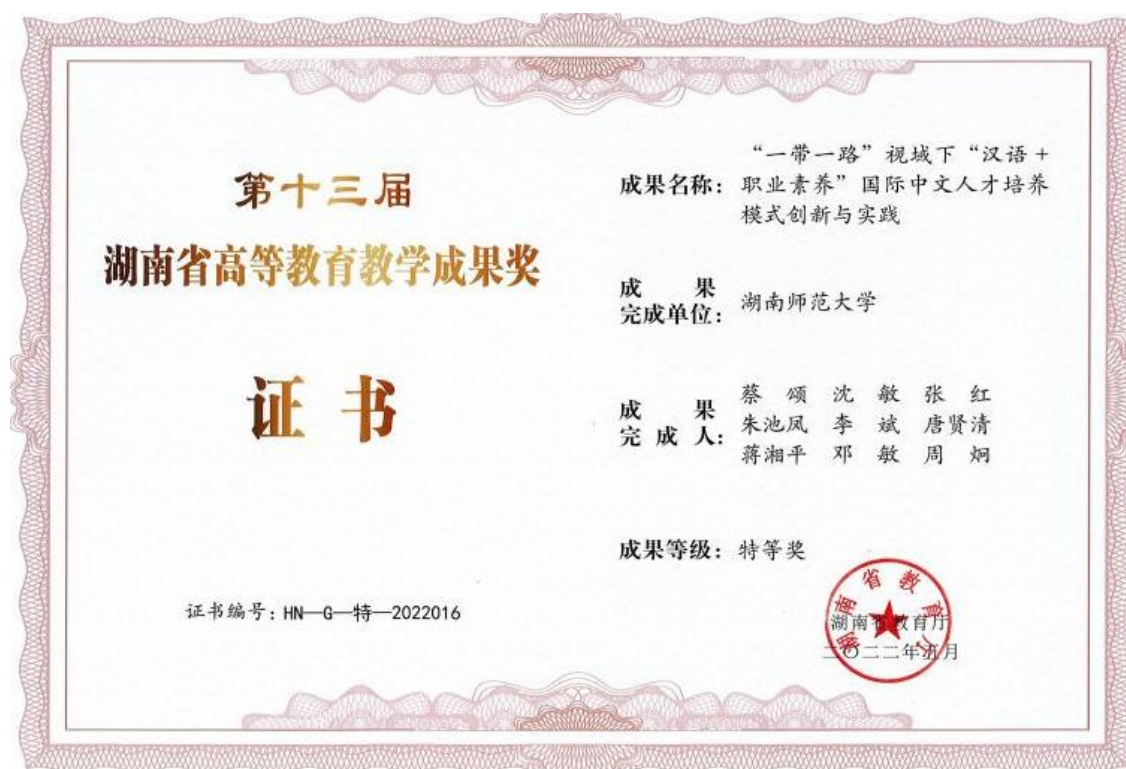 第十三届
湖南省高等教育教学成果奖
证 书
证书编号：HN—G—特—2022016
“一带一路”视域下“汉语＋
成果名称：职业素养”国际中文人才培养
模式创新与实践
成 果
完成单位：湖南师范大学
蔡 颂 沈 敏 张 红
成 果
完 成 人：朱池凤 李 斌 唐贤清
蒋湘平 邓 敏 周 炯
成果等级：特等奖
湖南省教育厅
湖南省教育厅
二〇二二年五月